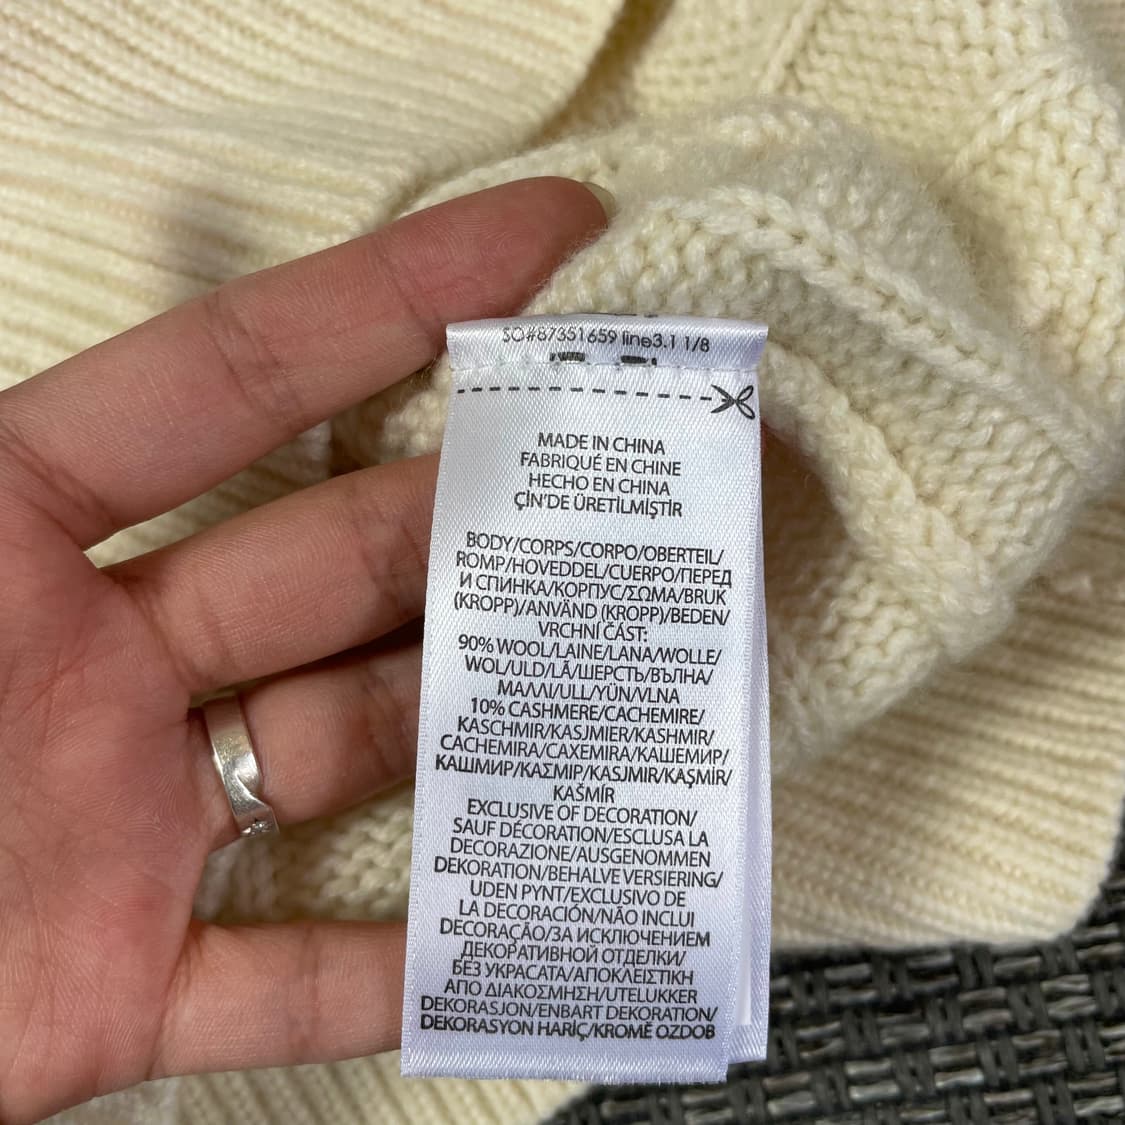 SO#87351659 line3.1 1/8
MADE IN CHINA
FABRIQUÉ EN CHINE
HECHO EN CHINA
ÇİN'DE ÜRETİLMİŞTİR
BODY/CORPS/CORPO/OBERTEIL/
ROMP/HOVEDDEL/CUERPO/ПЕРЕД
И СПИНКА/КОРПУС/ΣΩΜΑ/BRUK
(KROPP)/ANVÄND (KROPP)/BEDEN/
VRCHNÍ ČÁST:
90% WOOL/LAINE/LANA/WOLLE/
WOL/ULD/LÃ/ШЕРСТЬ/ВЪЛНА/
ΜΑΛΛΙ/ULL/YÜN/VLNA
10% CASHMERE/CACHEMIRE/
KASCHMIR/KASJMIER/KASHMIR/
CACHEMIRA/CAXEMIRA/КАШЕМИР/
КАШМИР/ΚΑΣΜΙΡ/KASJMIR/KAŞMİR/
KAŠMÍR
EXCLUSIVE OF DECORATION/
SAUF DÉCORATION/ESCLUSA LA
DECORAZIONE/AUSGENOMMEN
DEKORATION/BEHALVE VERSIERING/
UDEN PYNT/EXCLUSIVO DE
LA DECORACIÓN/NÃO INCLUI
DECORAÇÃO/ЗА ИСКЛЮЧЕНИЕМ
ДЕКОРАТИВНОЙ ОТДЕЛКИ/
БЕЗ УКРАСАТА/ΑΠΟΚΛΕΙΣΤΙΚΗ
ΑΠΟ ΔΙΑΚΟΣΜΗΣΗ/UTELUKKER
DEKORASJON/ENBART DEKORATION/
DEKORASYON HARİÇ/KROMĚ OZDOB